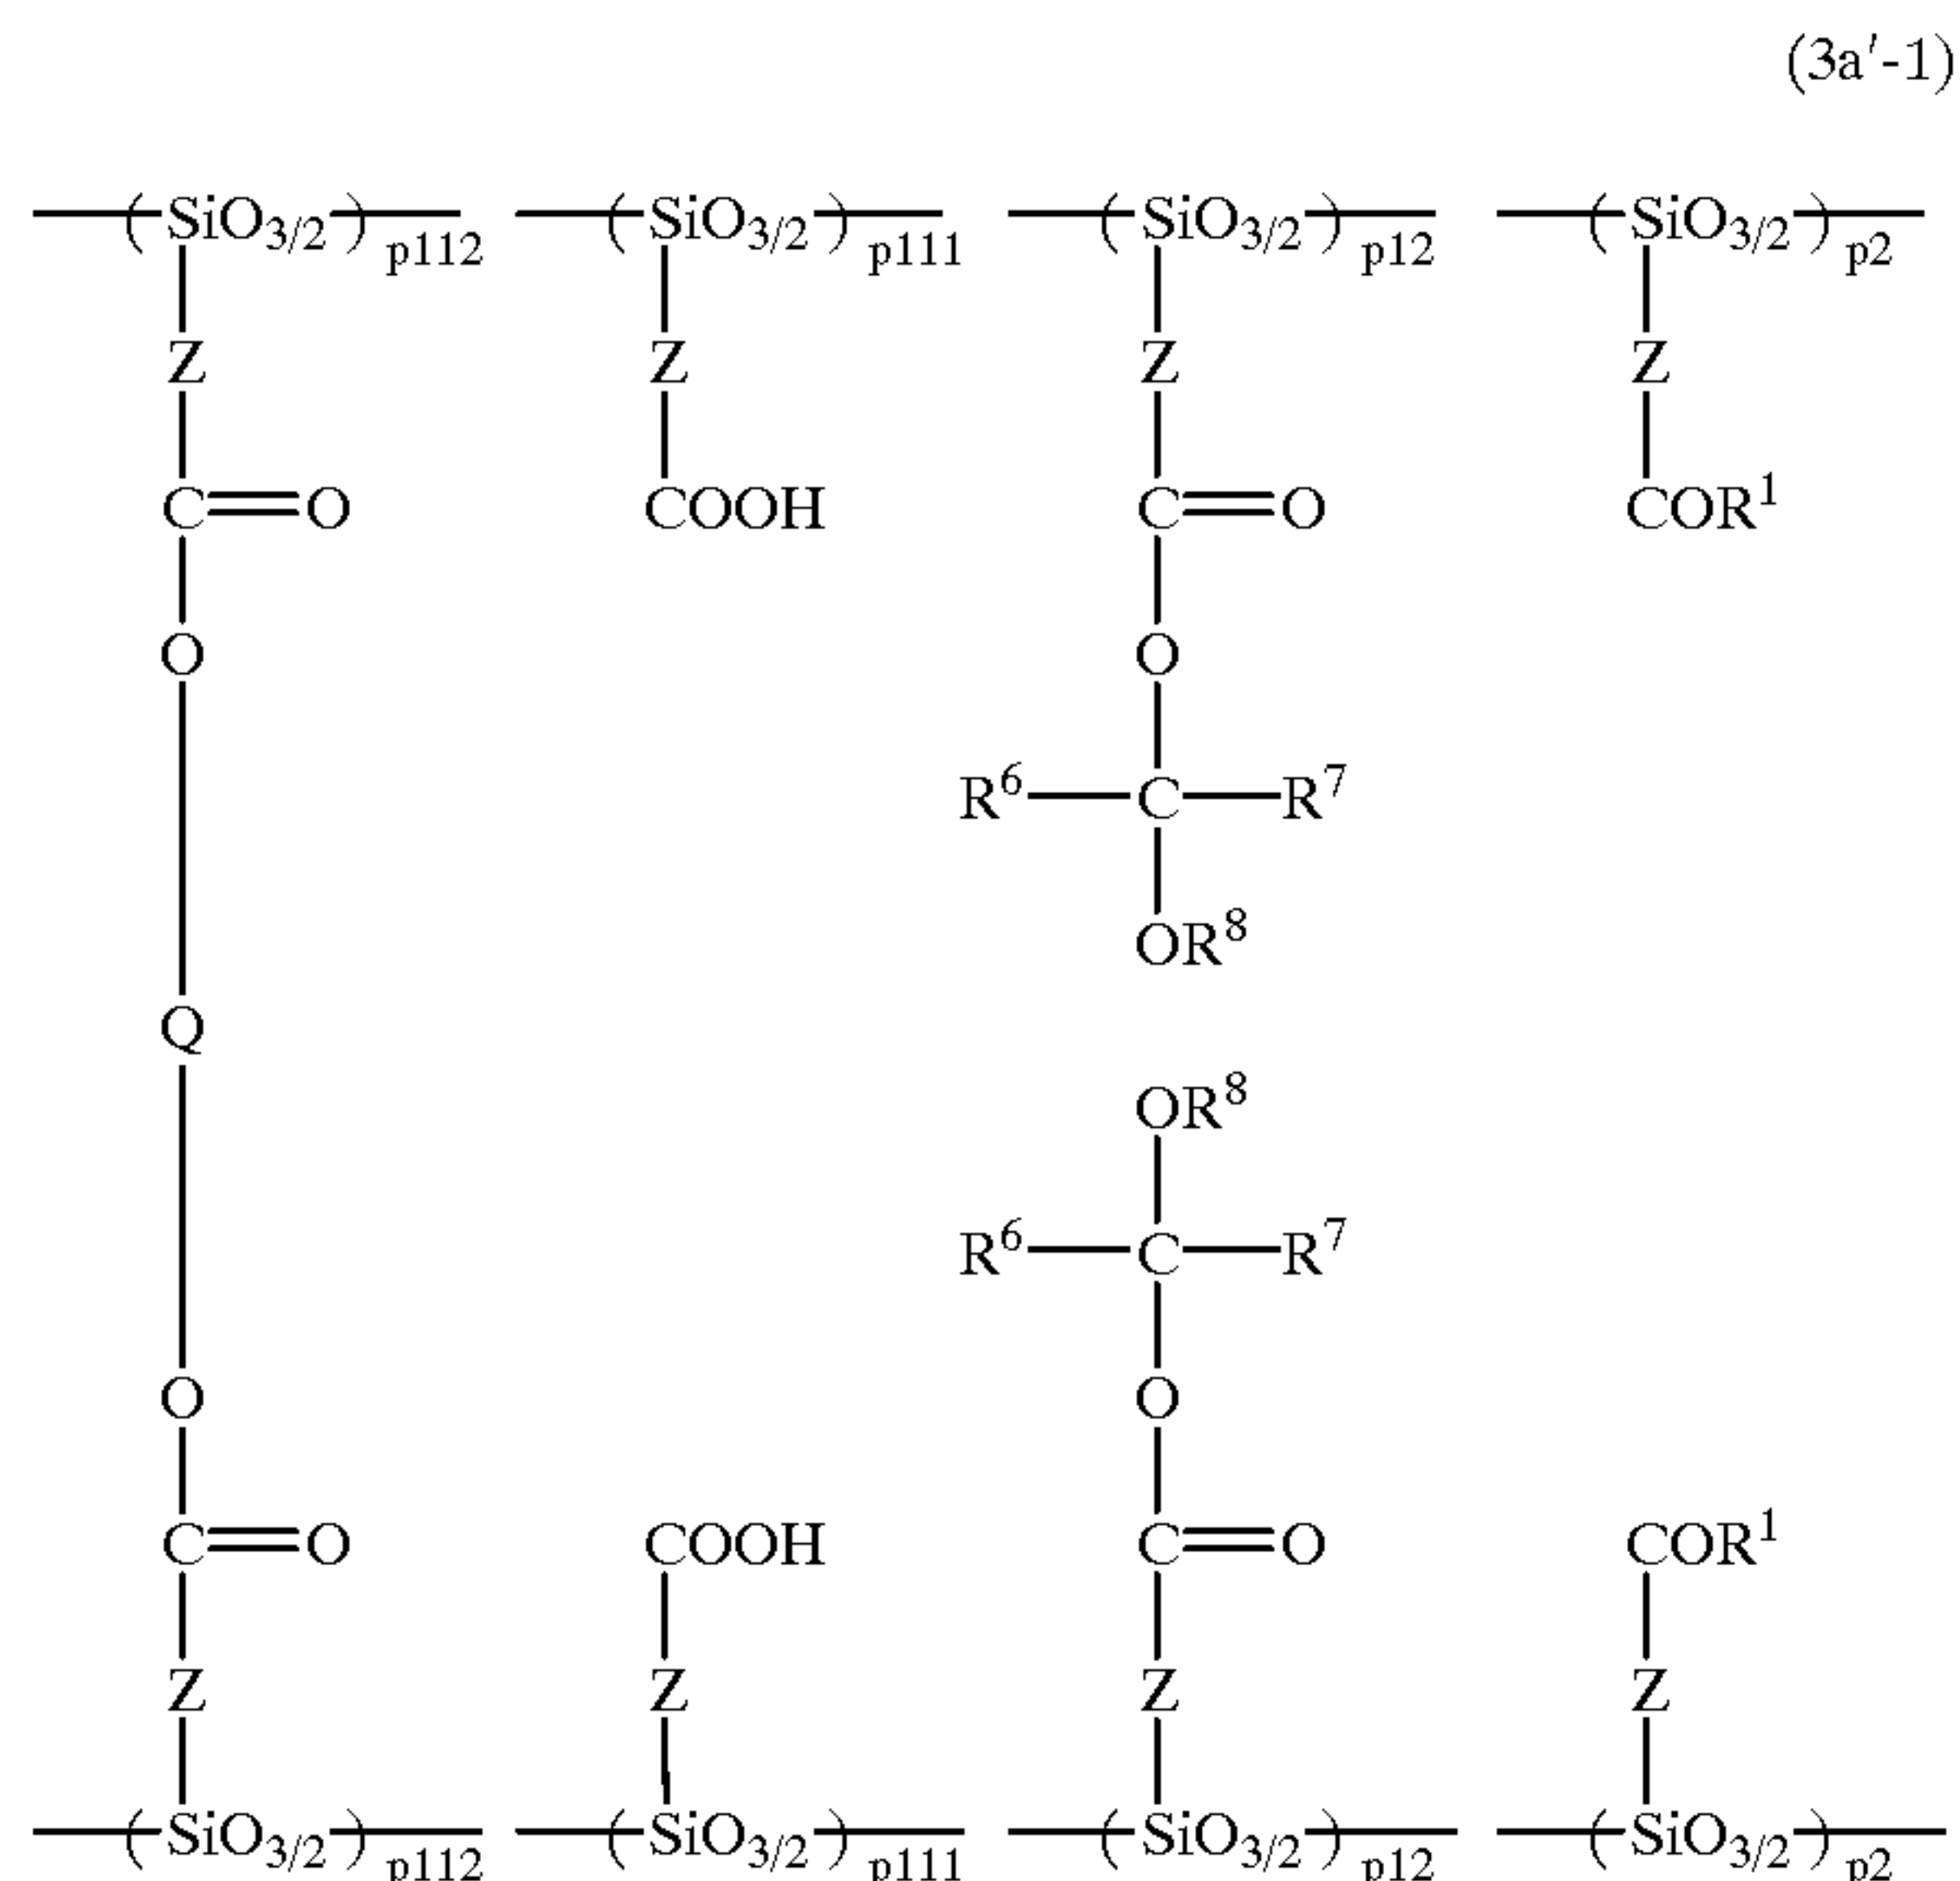 (3a′-1)
(SiO3/2)p112 (SiO3/2)p111 (SiO3/2)p12 (SiO3/2)p2
Z Z Z Z
C=O COOH C=O COR1
O O
R6 C R7
OR8
Q
OR8
R6 C R7
O O
C=O COOH C=O COR1
Z Z Z Z
(SiO3/2)p112 (SiO3/2)p111 (SiO3/2)p12 (SiO3/2)p2